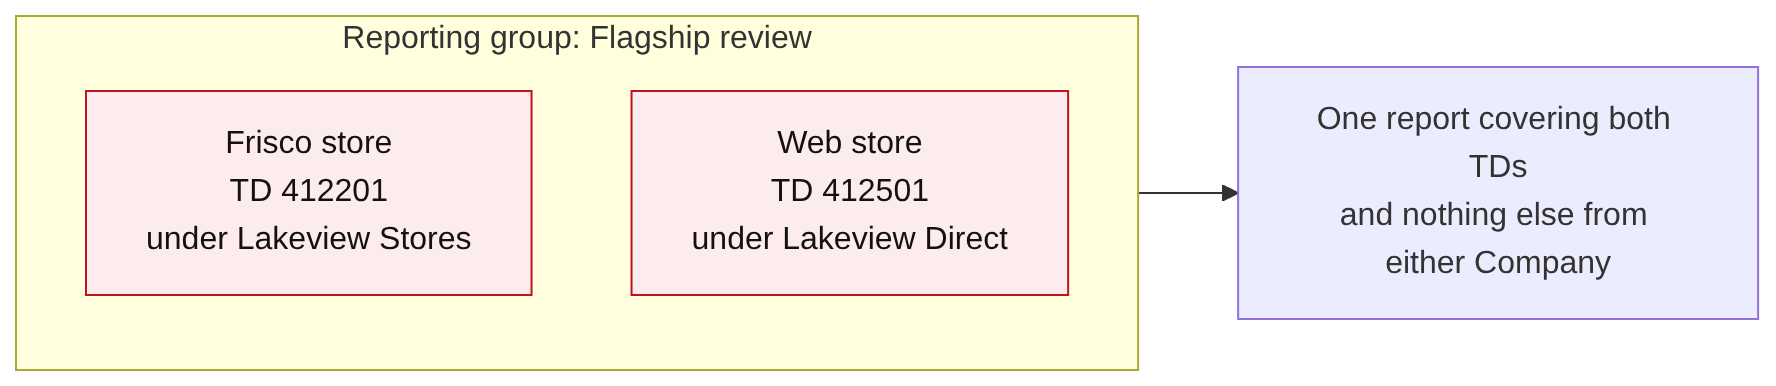 Reporting group: Flagship review
Frisco store
TD 412201
under Lakeview Stores
Web store
TD 412501
under Lakeview Direct
One report covering both
TDs
and nothing else from
either Company